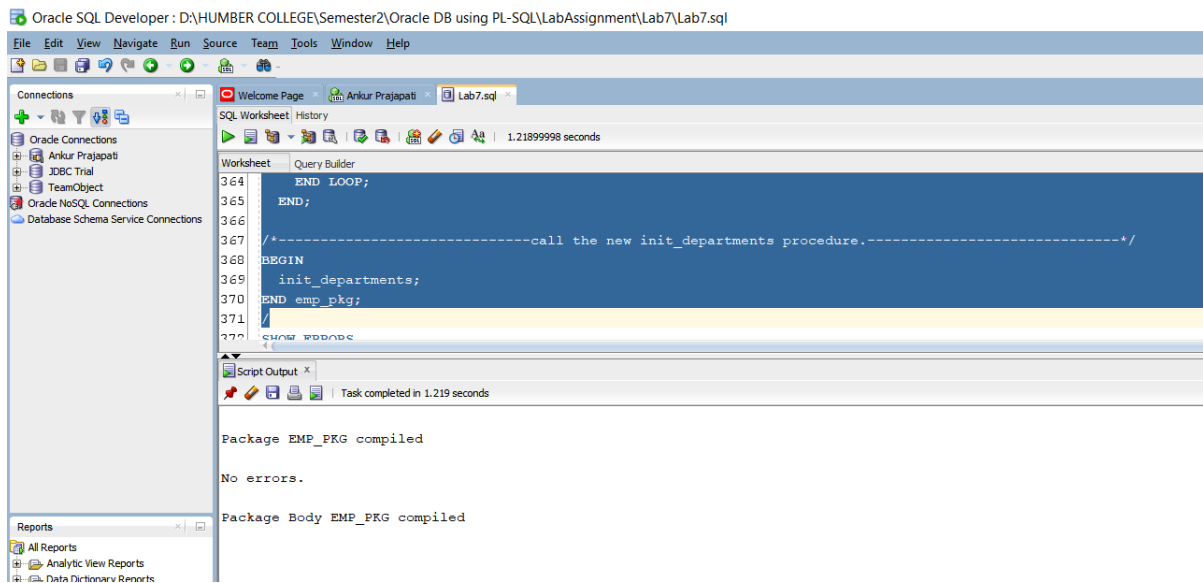 Oracle SQL Developer : D:\HUMBER COLLEGE\Semester2\Oracle DB using PL-SQL\LabAssignment\Lab7\Lab7.sql
File Edit View Navigate Run Source Team Tools Window Help
Connections
Oracle Connections
Ankur Prajapati
JDBC Trial
TeamObject
Oracle NoSQL Connections
Database Schema Service Connections
Reports
All Reports
Analytic View Reports
Data Dictionary Reports
Welcome Page Ankur Prajapati Lab7.sql
SQL Worksheet History
1.21899998 seconds
Worksheet Query Builder
364 END LOOP;
365 END;
366
367 /*------------------------------call the new init_departments procedure.------------------------------*/
368 BEGIN
369 init_departments;
370 END emp_pkg;
371 /
372 SHOW ERRORS
Script Output
Task completed in 1.219 seconds
Package EMP_PKG compiled
No errors.
Package Body EMP_PKG compiled